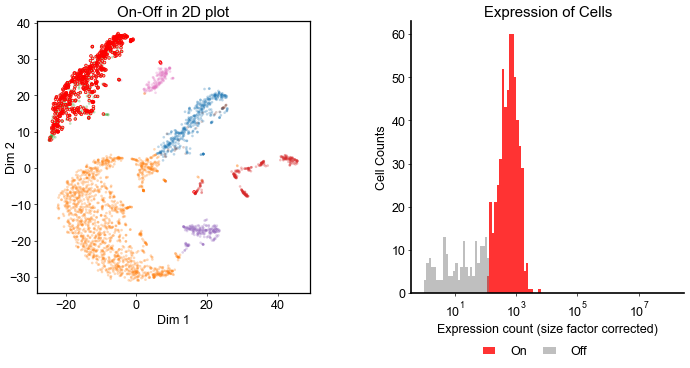 On-Off in 2D plot
40
30
20
10
0
−10
−20
−30
Dim 2
−20 0 20 40
Dim 1
Expression of Cells
60
50
40
30
20
10
0
Cell Counts
10^1 10^3 10^5 10^7
Expression count (size factor corrected)
On Off